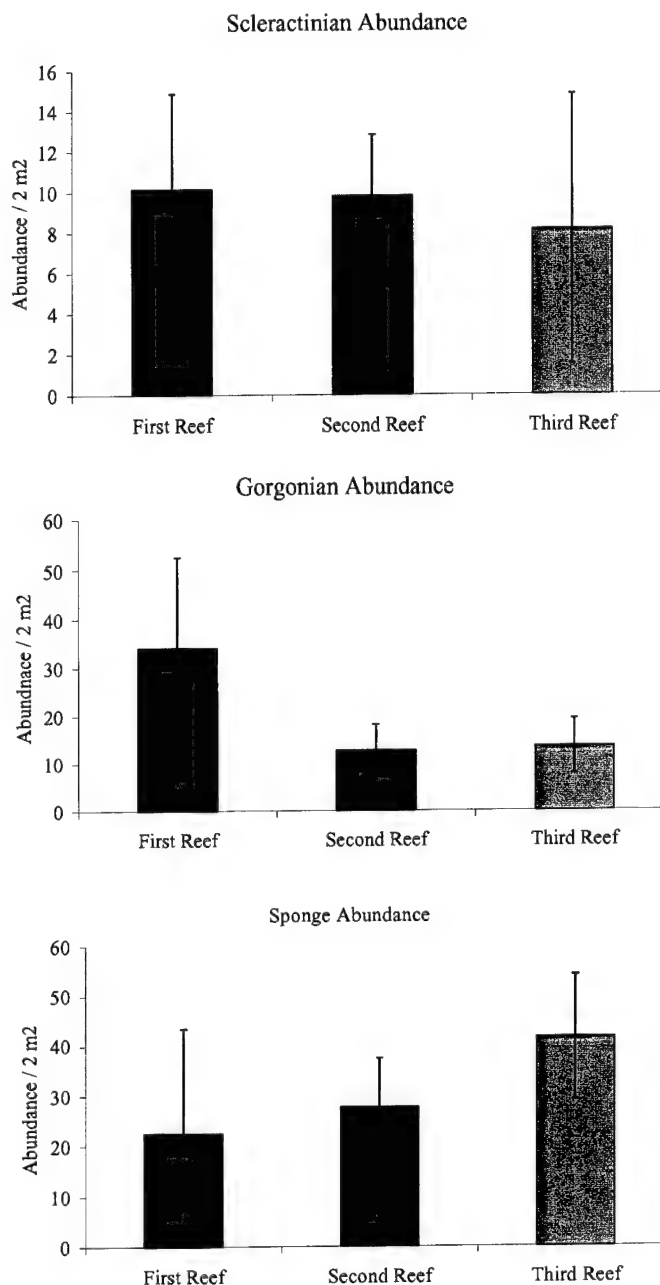 Scleractinian Abundance
16
14
12
10
8
6
4
2
0
Abundance / 2 m2
First Reef
Second Reef
Third Reef
Gorgonian Abundance
60
50
40
30
20
10
0
Abundnace / 2 m2
First Reef
Second Reef
Third Reef
Sponge Abundance
60
50
40
30
20
10
0
Abundance / 2 m2
First Reef
Second Reef
Third Reef